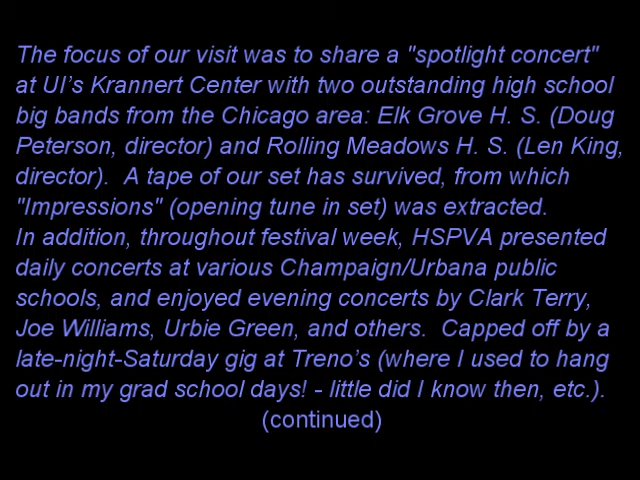 The focus of our visit was to share a "spotlight concert"
at UI's Krannert Center with two outstanding high school
big bands from the Chicago area: Elk Grove H. S. (Doug
Peterson, director) and Rolling Meadows H. S. (Len King,
director).  A tape of our set has survived, from which
"Impressions" (opening tune in set) was extracted.
In addition, throughout festival week, HSPVA presented
daily concerts at various Champaign/Urbana public
schools, and enjoyed evening concerts by Clark Terry,
Joe Williams, Urbie Green, and others.  Capped off by a
late-night-Saturday gig at Treno's (where I used to hang
out in my grad school days! - little did I know then, etc.).
(continued)